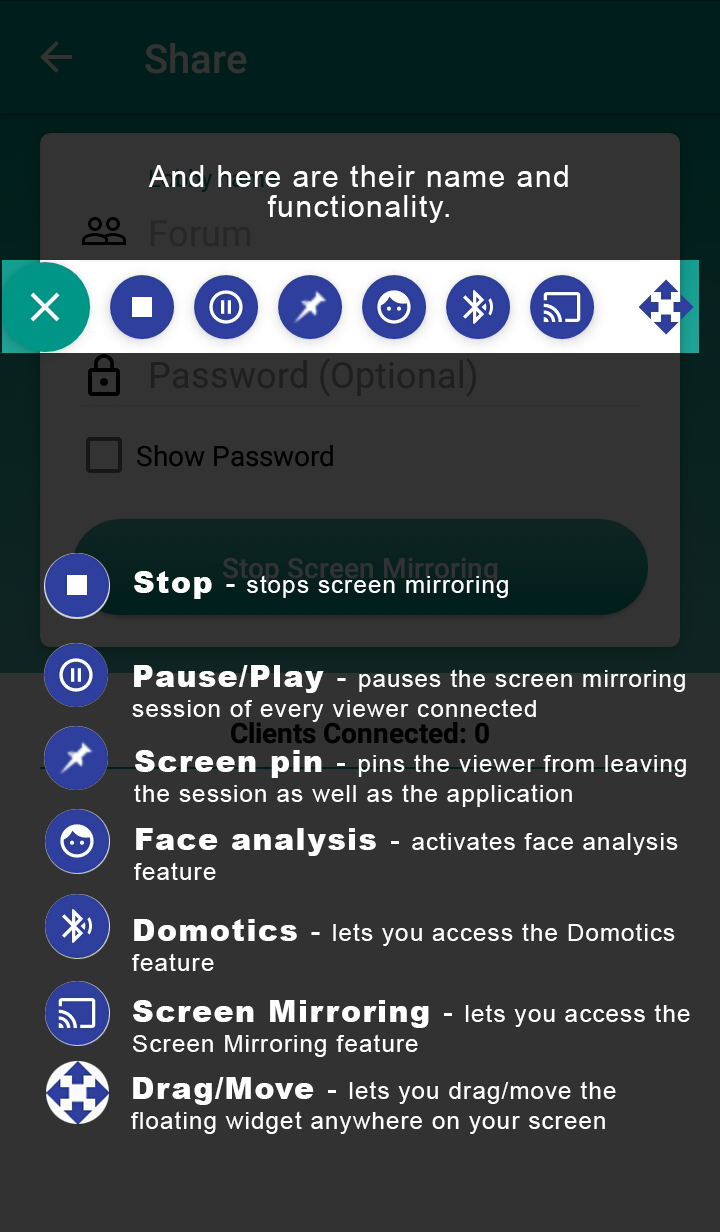 Share
And here are their name and
functionality.
Forum
Password (Optional)
Show Password
Stop Screen Mirroring
Stop - stops screen mirroring
Pause/Play - pauses the screen mirroring
session of every viewer connected
Clients Connected: 0
Screen pin - pins the viewer from leaving
the session as well as the application
Face analysis - activates face analysis
feature
Domotics - lets you access the Domotics
feature
Screen Mirroring - lets you access the
Screen Mirroring feature
Drag/Move - lets you drag/move the
floating widget anywhere on your screen